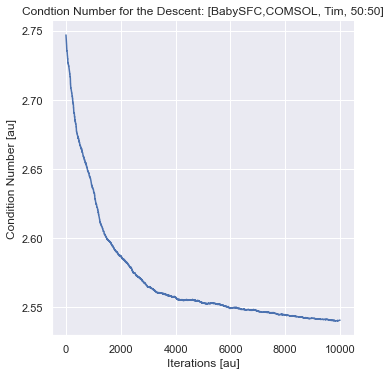 Condtion Number for the Descent: [BabySFC,COMSOL, Tim, 50:50]
2.75
2.70
2.65
2.60
2.55
Condition Number [au]
0 2000 4000 6000 8000 10000
Iterations [au]